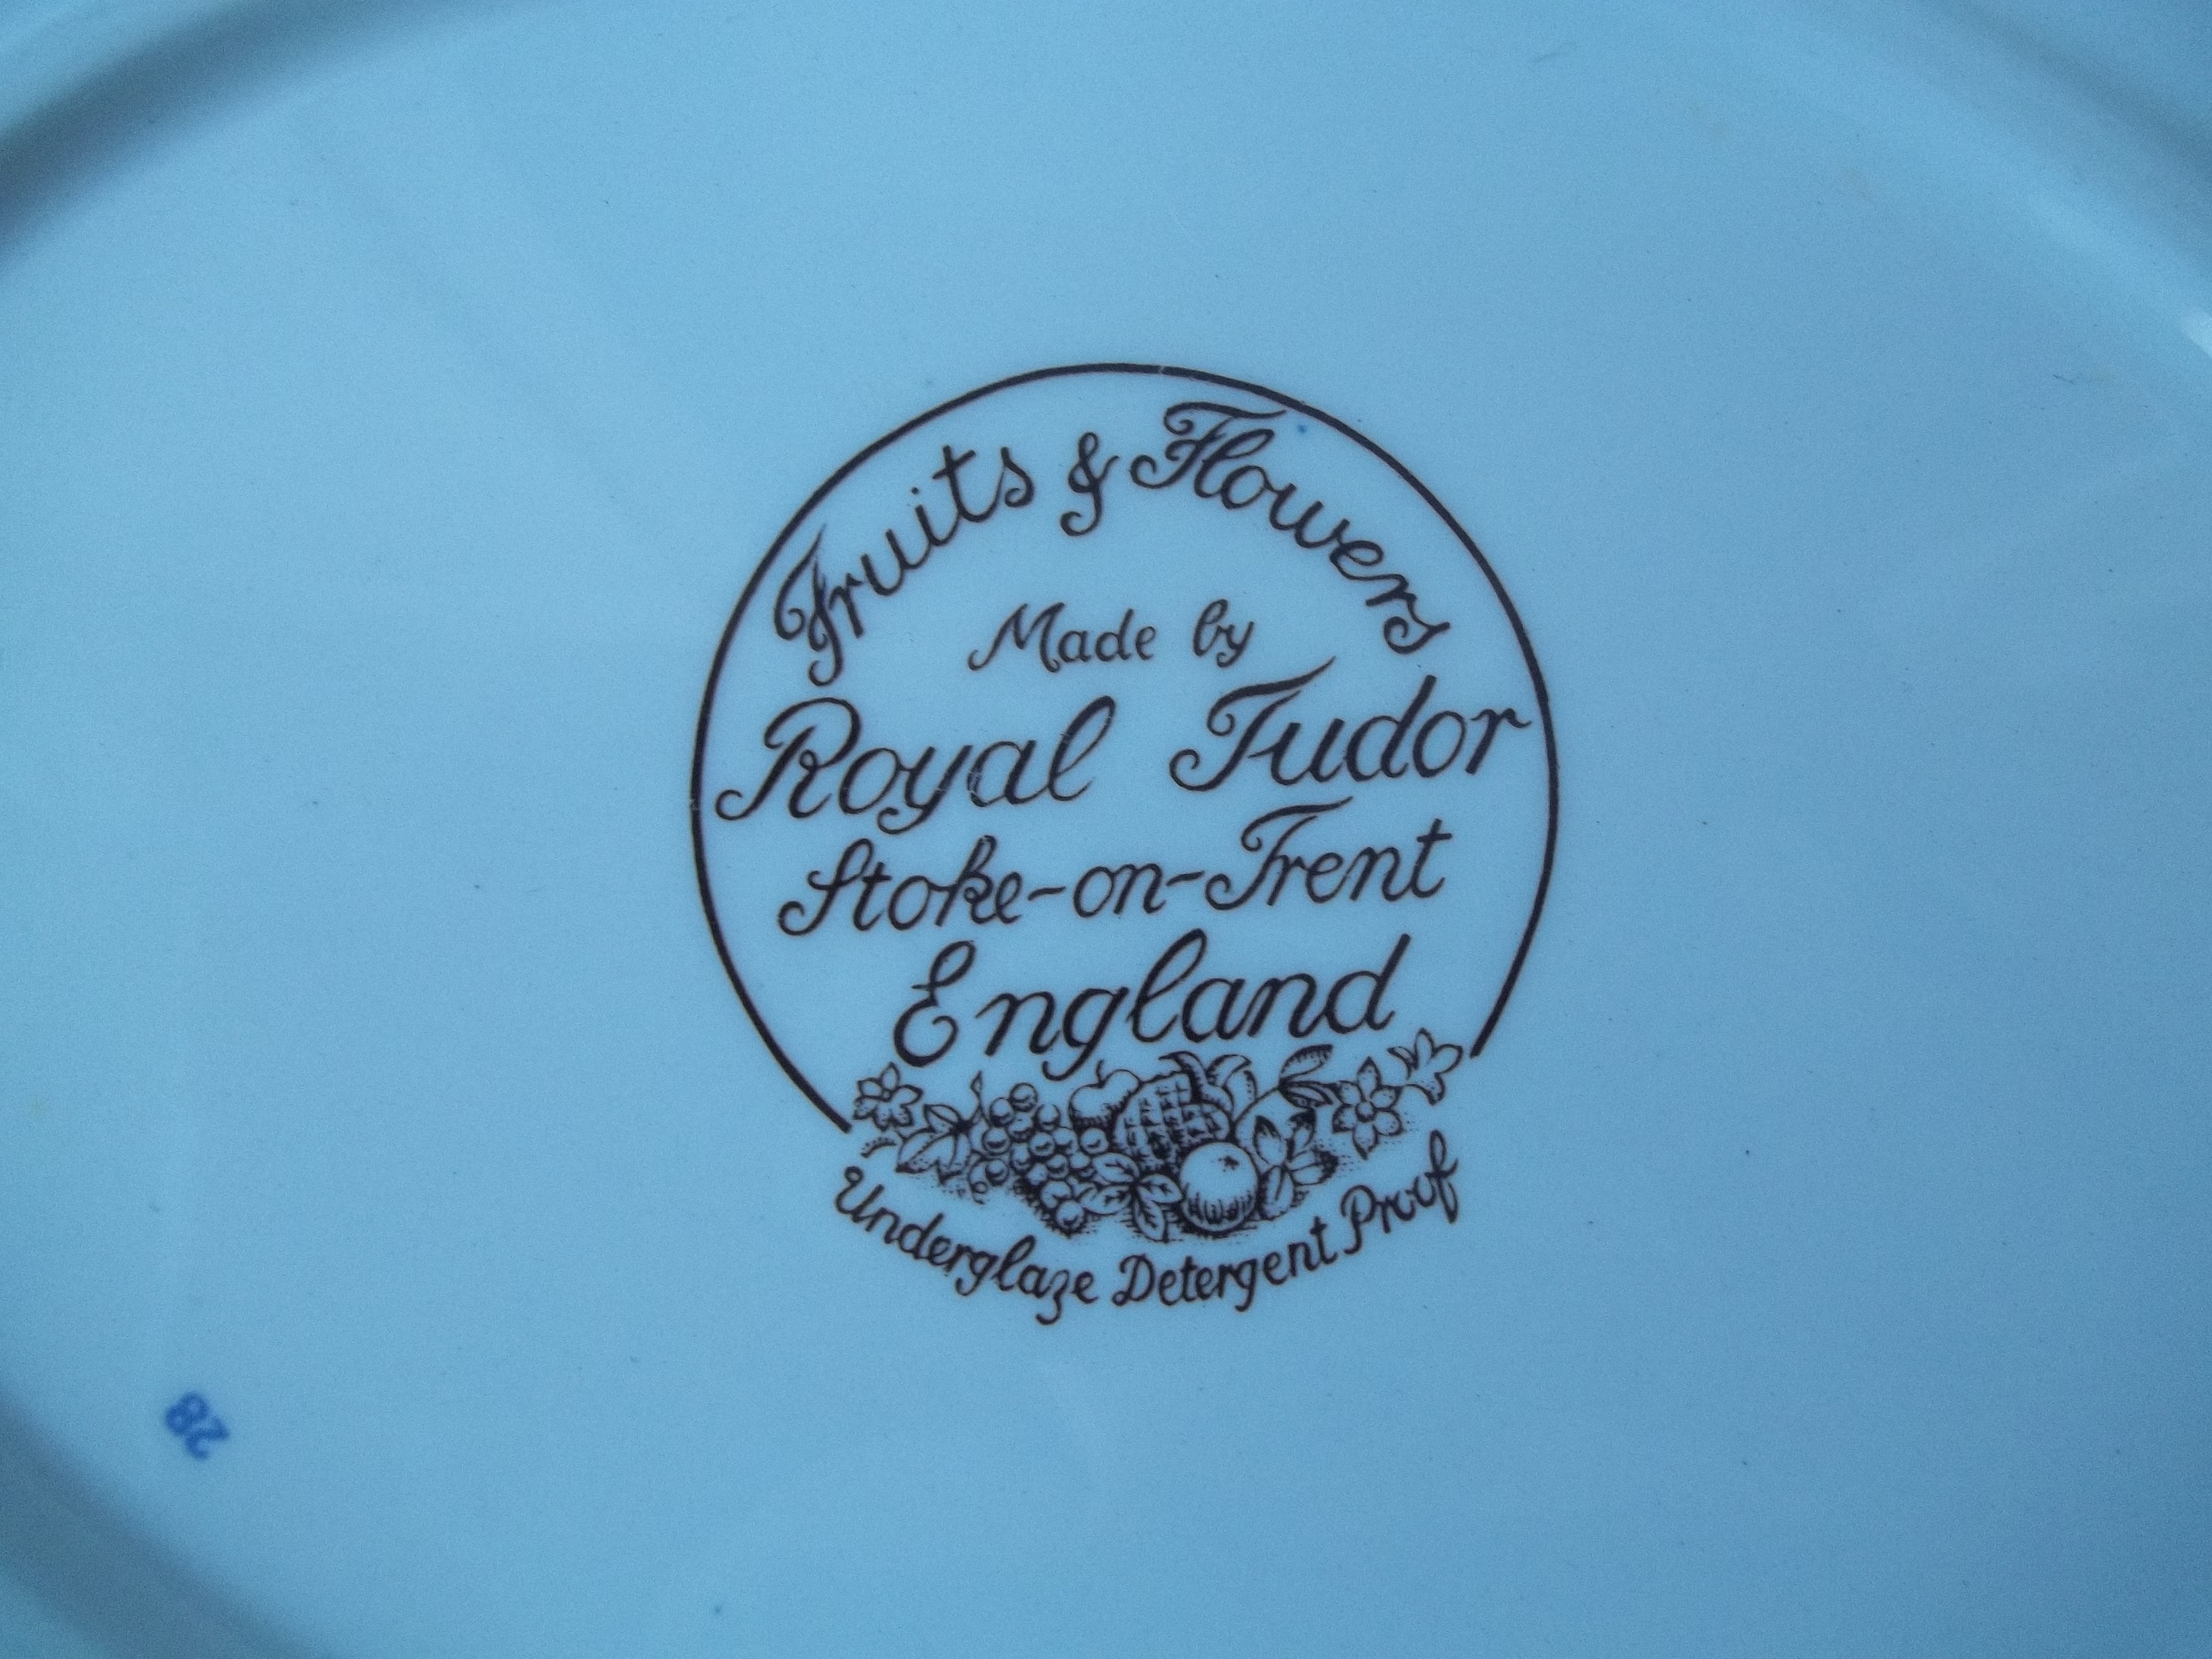 Fruits & Flowers
Made by
Royal Tudor
Stoke-on-Trent
England
Underglaze Detergent Proof
28